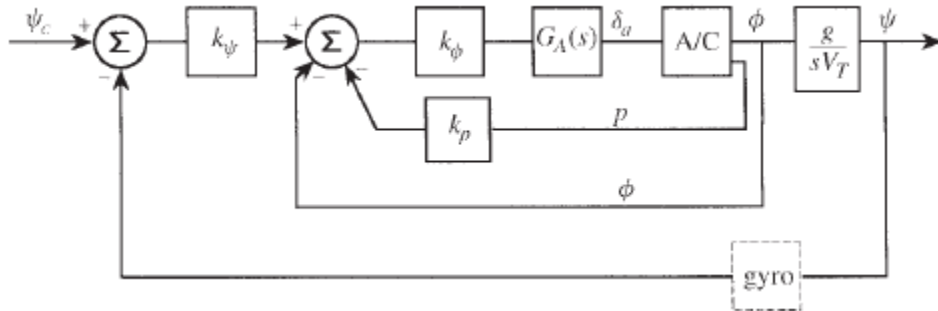 ψ_c + Σ − k_ψ + Σ − − k_ϕ G_A(s) δ_a A/C ϕ g/(sV_T) ψ
k_p p
ϕ
gyro